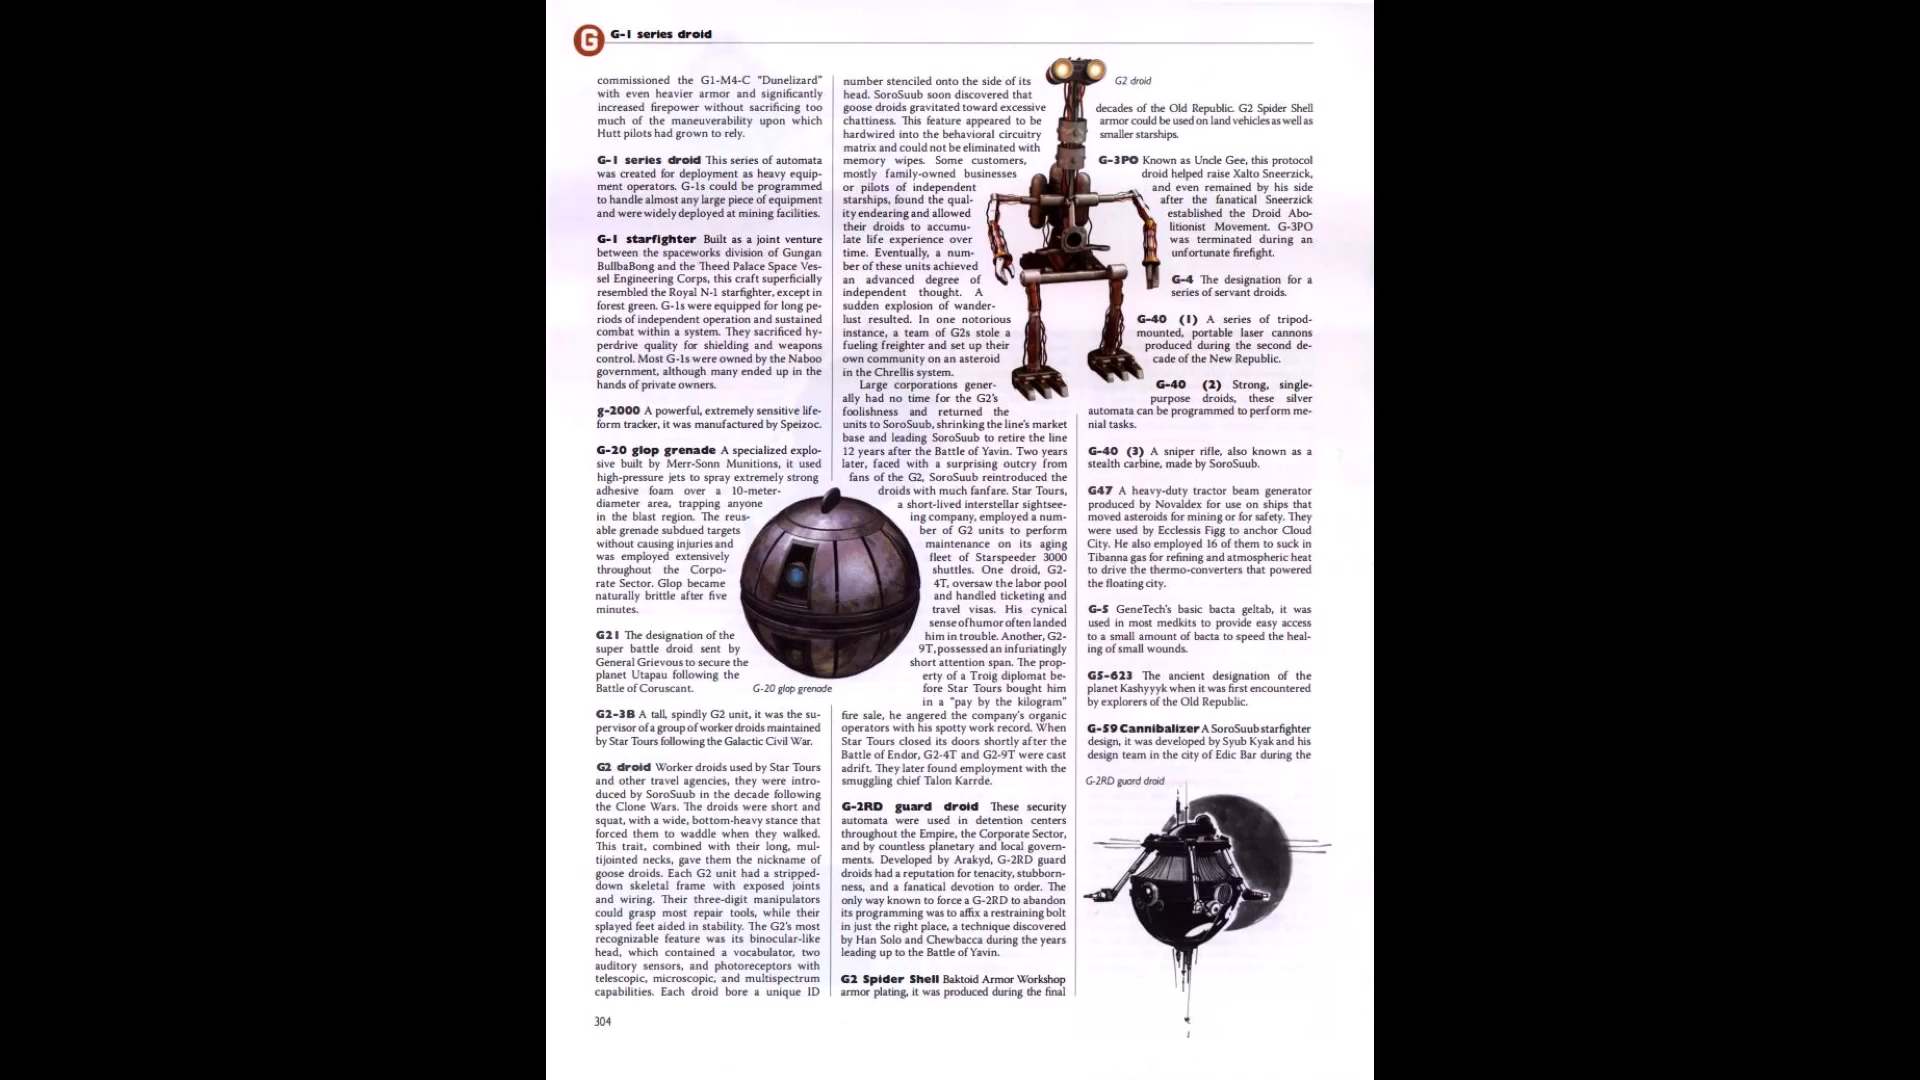 G G-1 series droid
commissioned the G1-M4-C "Dunelizard"
with even heavier armor and significantly
increased firepower without sacrificing too
much of the maneuverability upon which
Hutt pilots had grown to rely.
G-1 series droid This series of automata
was created for deployment as heavy equip-
ment operators. G-1s could be programmed
to handle almost any large piece of equipment
and were widely deployed at mining facilities.
G-1 starfighter Built as a joint venture
between the spaceworks division of Gungan
BullbaBong and the Theed Palace Space Ves-
sel Engineering Corps, this craft superficially
resembled the Royal N-1 starfighter, except in
forest green. G-1s were equipped for long pe-
riods of independent operation and sustained
combat within a system. They sacrificed hy-
perdrive quality for shielding and weapons
control. Most G-1s were owned by the Naboo
government, although many ended up in the
hands of private owners.
g-2000 A powerful, extremely sensitive life-
form tracker, it was manufactured by Speizoc.
G-20 glop grenade A specialized explo-
sive built by Merr-Sonn Munitions, it used
high-pressure jets to spray extremely strong
adhesive foam over a 10-meter-
diameter area, trapping anyone
in the blast region. The reus-
able grenade subdued targets
without causing injuries and
was employed extensively
throughout the Corpo-
rate Sector. Glop became
naturally brittle after five
minutes.
G21 The designation of the
super battle droid sent by
General Grievous to secure the
planet Utapau following the
Battle of Coruscant.
G2-3B A tall, spindly G2 unit, it was the su-
pervisor of a group of worker droids maintained
by Star Tours following the Galactic Civil War.
G2 droid Worker droids used by Star Tours
and other travel agencies, they were intro-
duced by SoroSuub in the decade following
the Clone Wars. The droids were short and
squat, with a wide, bottom-heavy stance that
forced them to waddle when they walked.
This trait, combined with their long, mul-
tijointed necks, gave them the nickname of
goose droids. Each G2 unit had a stripped-
down skeletal frame with exposed joints
and wiring. Their three-digit manipulators
could grasp most repair tools, while their
splayed feet aided in stability. The G2's most
recognizable feature was its binocular-like
head, which contained a vocabulator, two
auditory sensors, and photoreceptors with
telescopic, microscopic, and multispectrum
capabilities. Each droid bore a unique ID
number stenciled onto the side of its
head. SoroSuub soon discovered that
goose droids gravitated toward excessive
chattiness. This feature appeared to be
hardwired into the behavioral circuitry
matrix and could not be eliminated with
memory wipes. Some customers,
mostly family-owned businesses
or pilots of independent
starships, found the qual-
ity endearing and allowed
their droids to accumu-
late life experience over
time. Eventually, a num-
ber of these units achieved
an advanced degree of
independent thought. A
sudden explosion of wander-
lust resulted. In one notorious
instance, a team of G2s stole a
fueling freighter and set up their
own community on an asteroid
in the Chrellis system.
Large corporations gener-
ally had no time for the G2's
foolishness and returned the
units to SoroSuub, shrinking the line's market
base and leading SoroSuub to retire the line
12 years after the Battle of Yavin. Two years
later, faced with a surprising outcry from
fans of the G2, SoroSuub reintroduced the
droids with much fanfare. Star Tours,
a short-lived interstellar sightsee-
ing company, employed a num-
ber of G2 units to perform
maintenance on its aging
fleet of Starspeeder 3000
shuttles. One droid, G2-
4T, oversaw the labor pool
and handled ticketing and
travel visas. His cynical
sense of humor often landed
him in trouble. Another, G2-
9T, possessed an infuriatingly
short attention span. The prop-
erty of a Troig diplomat be-
fore Star Tours bought him
in a "pay by the kilogram"
fire sale, he angered the company's organic
operators with his spotty work record. When
Star Tours closed its doors shortly after the
Battle of Endor, G2-4T and G2-9T were cast
adrift. They later found employment with the
smuggling chief Talon Karrde.
G-20 glop grenade
G-2RD guard droid These security
automata were used in detention centers
throughout the Empire, the Corporate Sector,
and by countless planetary and local govern-
ments. Developed by Arakyd, G-2RD guard
droids had a reputation for tenacity, stubborn-
ness, and a fanatical devotion to order. The
only way known to force a G-2RD to abandon
its programming was to affix a restraining bolt
in just the right place, a technique discovered
by Han Solo and Chewbacca during the years
leading up to the Battle of Yavin.
G2 Spider Shell Baktoid Armor Workshop
armor plating, it was produced during the final
G2 droid
decades of the Old Republic. G2 Spider Shell
armor could be used on land vehicles as well as
smaller starships.
G-3PO Known as Uncle Gee, this protocol
droid helped raise Xalto Sneerzick,
and even remained by his side
after the fanatical Sneerzick
established the Droid Abo-
litionist Movement. G-3PO
was terminated during an
unfortunate firefight.
G-4 The designation for a
series of servant droids.
G-40 (1) A series of tripod-
mounted, portable laser cannons
produced during the second de-
cade of the New Republic.
G-40 (2) Strong, single-
purpose droids, these silver
automata can be programmed to perform me-
nial tasks.
G-40 (3) A sniper rifle, also known as a
stealth carbine, made by SoroSuub.
G47 A heavy-duty tractor beam generator
produced by Novaldex for use on ships that
moved asteroids for mining or for safety. They
were used by Ecclessis Figg to anchor Cloud
City. He also employed 16 of them to suck in
Tibanna gas for refining and atmospheric heat
to drive the thermo-converters that powered
the floating city.
G-5 GeneTech's basic bacta geltab, it was
used in most medkits to provide easy access
to a small amount of bacta to speed the heal-
ing of small wounds.
G5-623 The ancient designation of the
planet Kashyyyk when it was first encountered
by explorers of the Old Republic.
G-59 Cannibalizer A SoroSuub starfighter
design, it was developed by Syub Kyak and his
design team in the city of Edic Bar during the
G-2RD guard droid
304